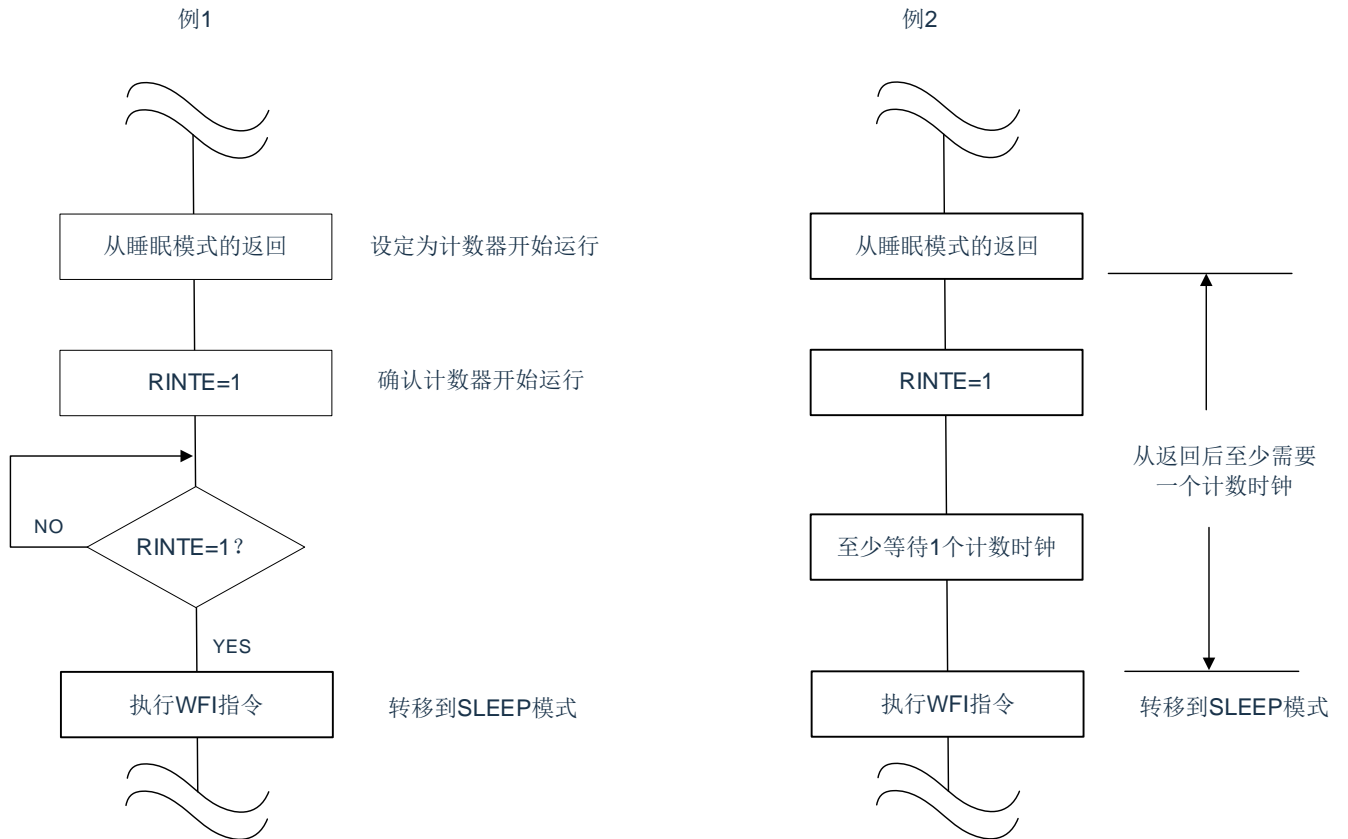 例1
从睡眠模式的返回
设定为计数器开始运行
RINTE=1
确认计数器开始运行
NO
RINTE=1?
YES
执行WFI指令
转移到SLEEP模式
例2
从睡眠模式的返回
RINTE=1
从返回后至少需要
一个计数时钟
至少等待1个计数时钟
执行WFI指令
转移到SLEEP模式